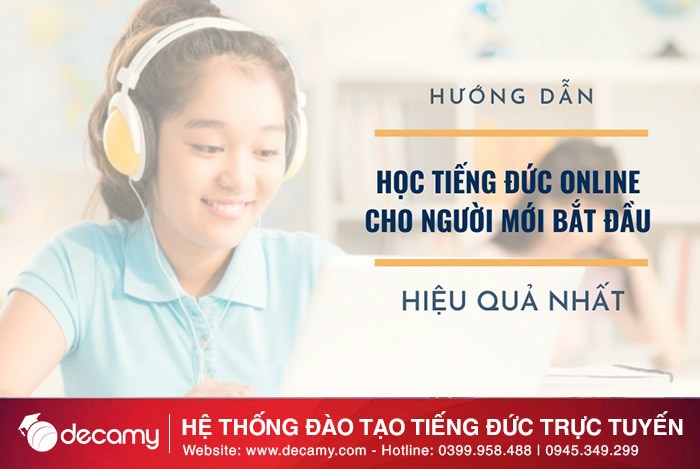 HƯỚNG DẪN
HỌC TIẾNG ĐỨC ONLINE
CHO NGƯỜI MỚI BẮT ĐẦU
HIỆU QUẢ NHẤT
decamy
HỆ THỐNG ĐÀO TẠO TIẾNG ĐỨC TRỰC TUYẾN
Website: www.decamy.com - Hotline: 0399.958.488 | 0945.349.299